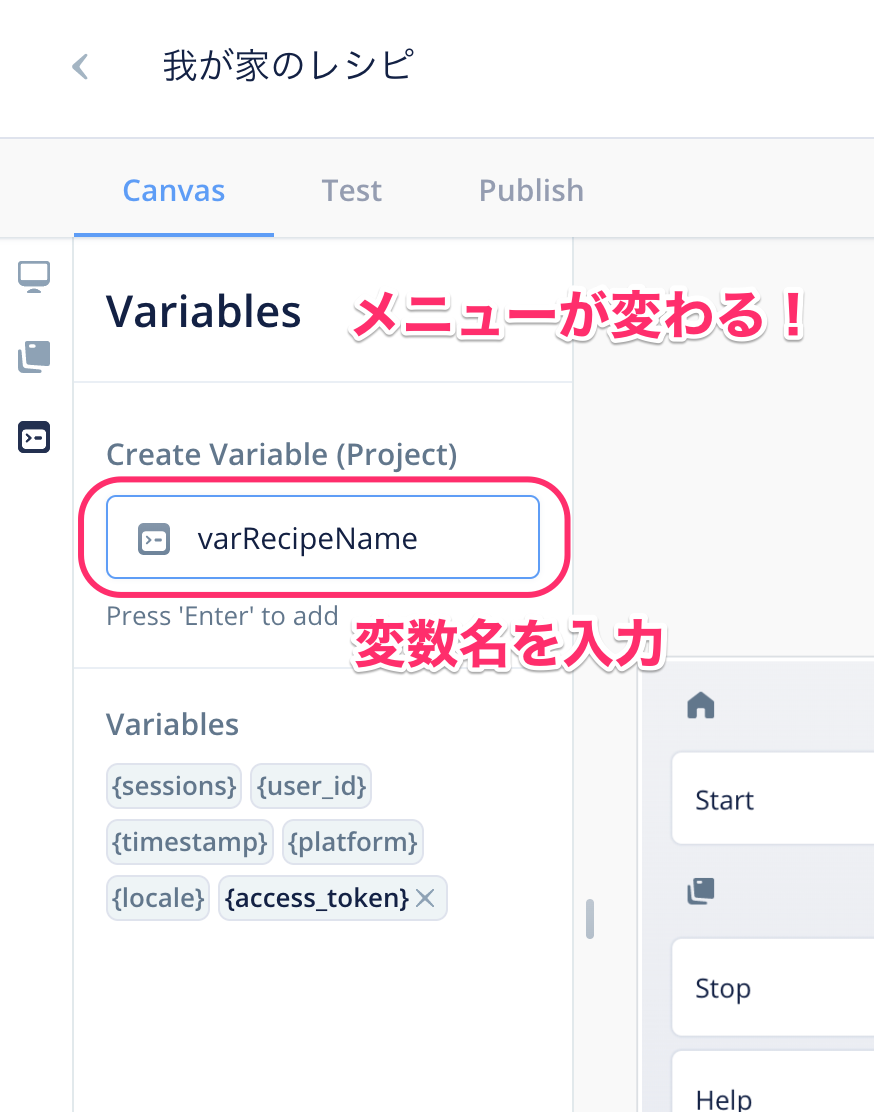 我が家のレシピ
Canvas Test Publish
Variables メニューが変わる！
Create Variable (Project)
varRecipeName
Press 'Enter' to add
変数名を入力
Variables
{sessions} {user_id}
{timestamp} {platform}
{locale} {access_token}
Start
Stop
Help